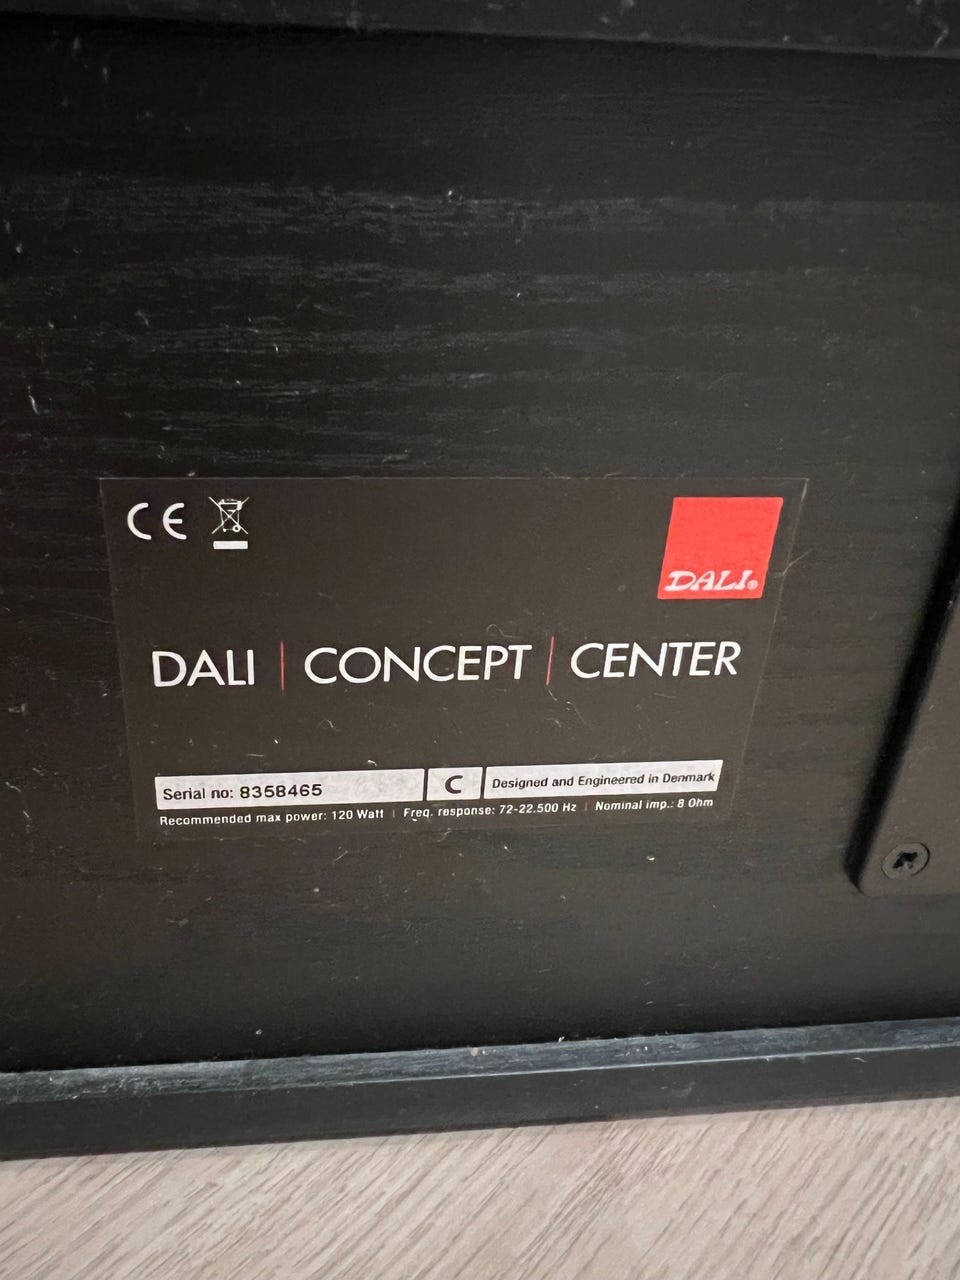 CE
DALI®
DALI | CONCEPT | CENTER
Serial no: 8358465 C Designed and Engineered in Denmark
Recommended max power: 120 Watt | Freq. response: 72-22.500 Hz | Nominal imp.: 8 Ohm